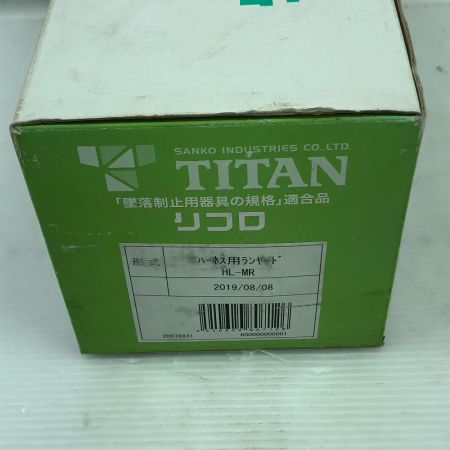 SANKO INDUSTRIES CO.,LTD.
TITAN
「墜落制止用器具の規格」適合品
リコロ
形式
ﾊｰﾈｽ用ﾗﾝﾔｰﾄﾞ
HL-MR
2019/08/08
600000000001